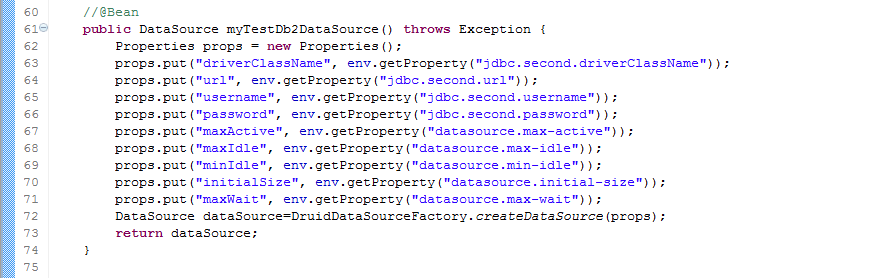 60 //@Bean
61 public DataSource myTestDb2DataSource() throws Exception {
62 Properties props = new Properties();
63 props.put("driverClassName", env.getProperty("jdbc.second.driverClassName"));
64 props.put("url", env.getProperty("jdbc.second.url"));
65 props.put("username", env.getProperty("jdbc.second.username"));
66 props.put("password", env.getProperty("jdbc.second.password"));
67 props.put("maxActive", env.getProperty("datasource.max-active"));
68 props.put("maxIdle", env.getProperty("datasource.max-idle"));
69 props.put("minIdle", env.getProperty("datasource.min-idle"));
70 props.put("initialSize", env.getProperty("datasource.initial-size"));
71 props.put("maxWait", env.getProperty("datasource.max-wait"));
72 DataSource dataSource=DruidDataSourceFactory.createDataSource(props);
73 return dataSource;
74 }
75